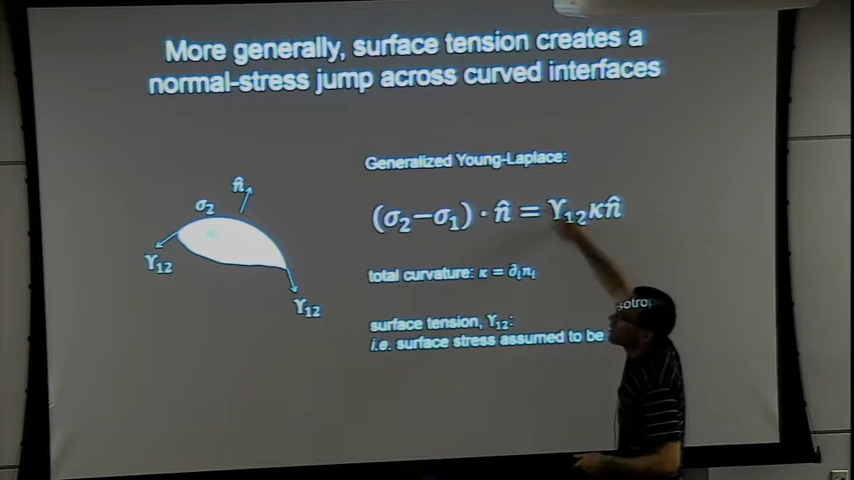 More generally, surface tension creates a
normal-stress jump across curved interfaces
Generalized Young-Laplace:
n̂
σ₂
(σ₂−σ₁) · n̂ = ϒ₁₂κn̂
ϒ₁₂
total curvature: κ = ∂ᵢnᵢ
ϒ₁₂
surface tension, ϒ₁₂:
i.e. surface stress assumed to be isotropic